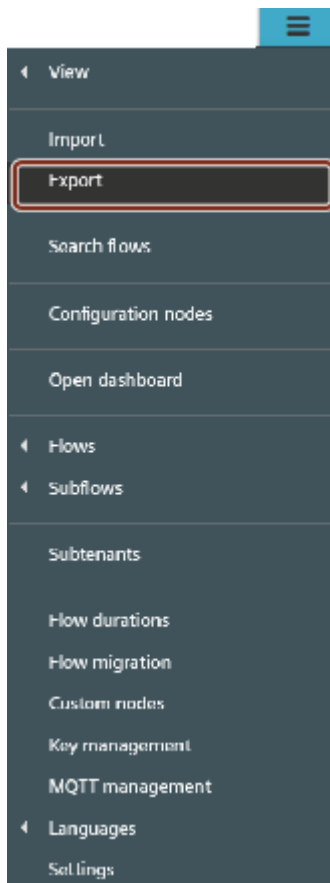 View
Import
Export
Search flows
Configuration nodes
Open dashboard
Flows
Subflows
Subtenants
Flow durations
Flow migration
Custom nodes
Key management
MQTT management
Languages
Settings